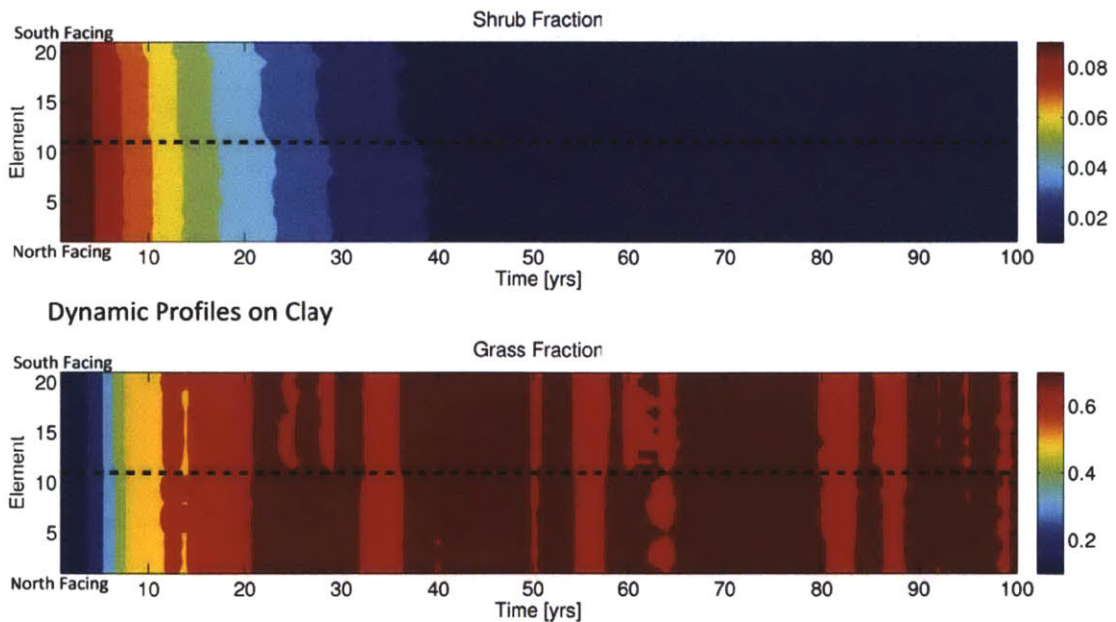 Shrub Fraction
South Facing
20
15
10
5
Element
North Facing
10 20 30 40 50 60 70 80 90 100
Time [yrs]
0.08
0.06
0.04
0.02
Dynamic Profiles on Clay
Grass Fraction
South Facing
20
15
10
5
Element
North Facing
10 20 30 40 50 60 70 80 90 100
Time [yrs]
0.6
0.4
0.2